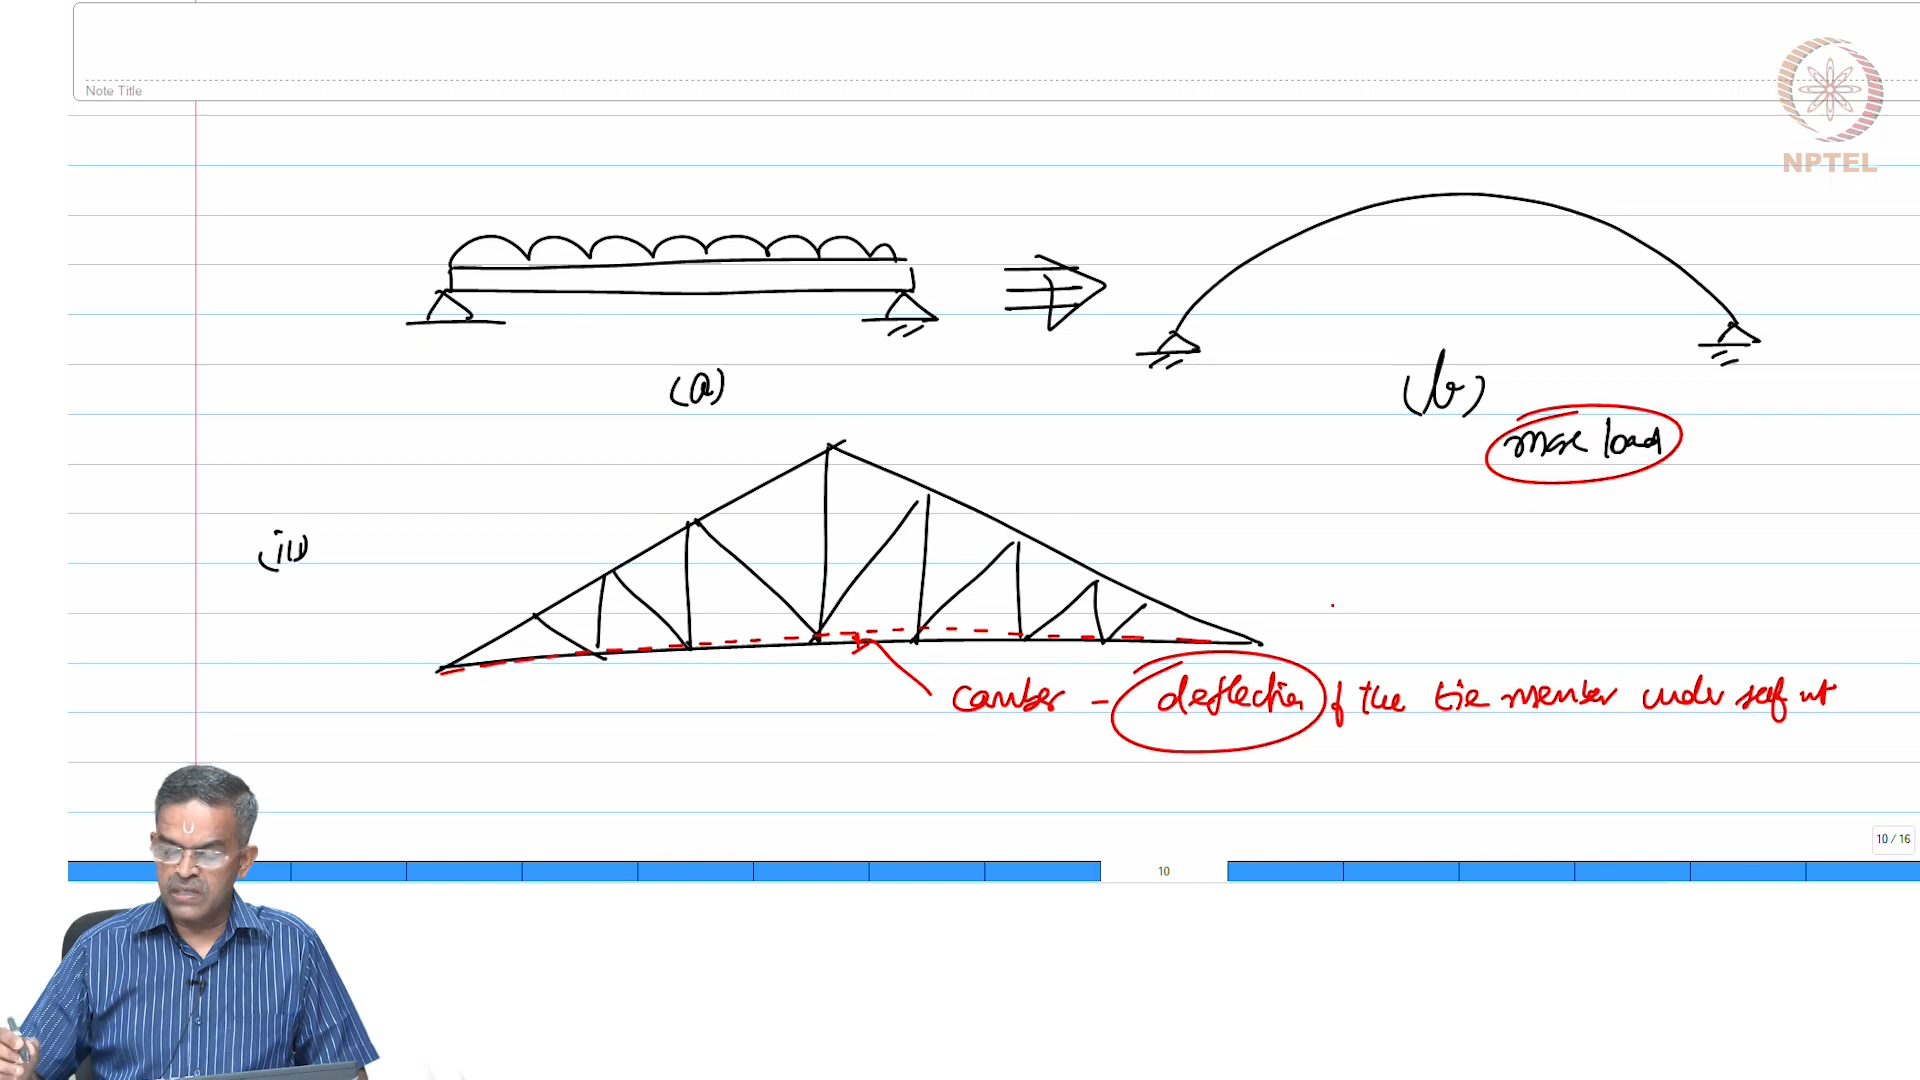 Note Title
NPTEL
(a)
(b)
max load
(ii)
camber - deflection of the tie member under self wt
10 / 16
10